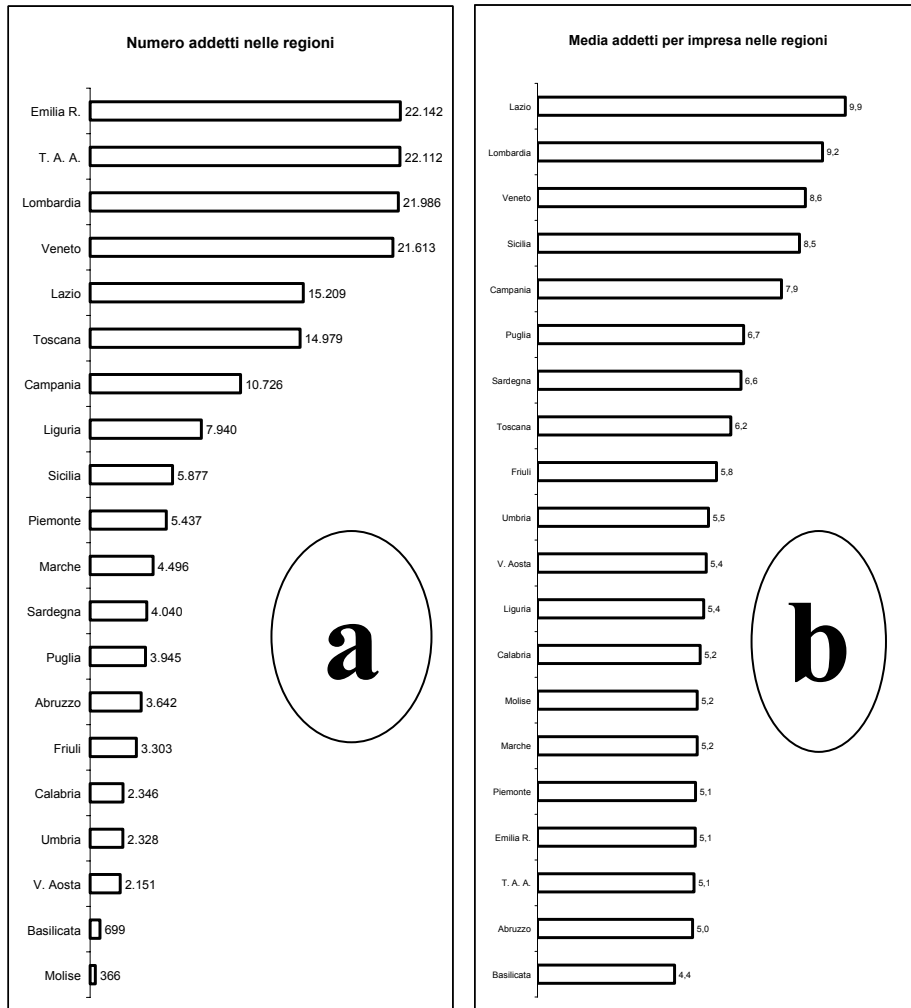 Numero addetti nelle regioni
Emilia R. 22.142
T. A. A. 22.112
Lombardia 21.986
Veneto 21.613
Lazio 15.209
Toscana 14.979
Campania 10.726
Liguria 7.940
Sicilia 5.877
Piemonte 5.437
Marche 4.496
Sardegna 4.040
Puglia 3.945
Abruzzo 3.642
Friuli 3.303
Calabria 2.346
Umbria 2.328
V. Aosta 2.151
Basilicata 699
Molise 366
a
Media addetti per impresa nelle regioni
Lazio 9,9
Lombardia 9,2
Veneto 8,6
Sicilia 8,5
Campania 7,9
Puglia 6,7
Sardegna 6,6
Toscana 6,2
Friuli 5,8
Umbria 5,5
V. Aosta 5,4
Liguria 5,4
Calabria 5,2
Molise 5,2
Marche 5,2
Piemonte 5,1
Emilia R. 5,1
T. A. A. 5,1
Abruzzo 5,0
Basilicata 4,4
b